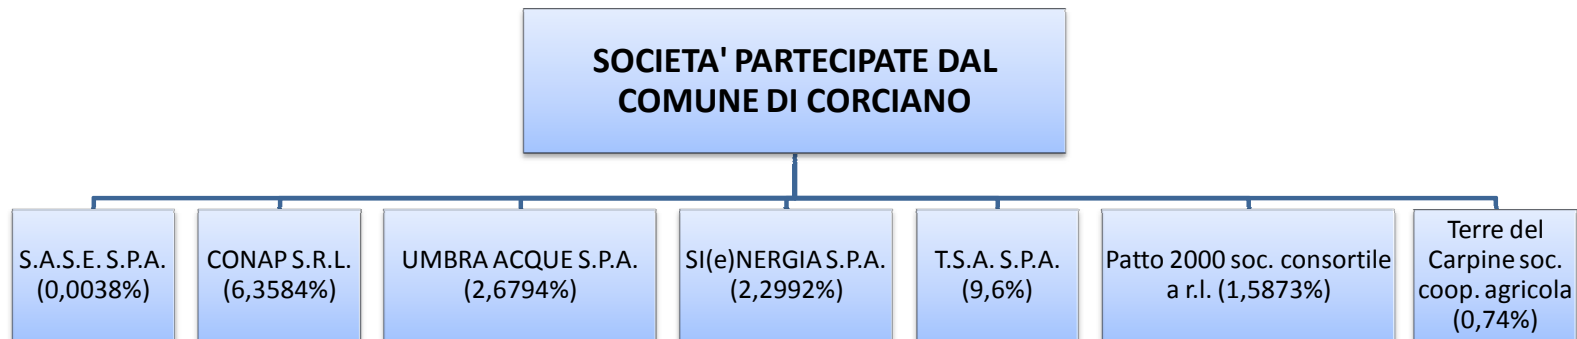 SOCIETA' PARTECIPATE DAL
COMUNE DI CORCIANO
S.A.S.E. S.P.A.
(0,0038%)
CONAP S.R.L.
(6,3584%)
UMBRA ACQUE S.P.A.
(2,6794%)
SI(e)NERGIA S.P.A.
(2,2992%)
T.S.A. S.P.A.
(9,6%)
Patto 2000 soc. consortile
a r.l. (1,5873%)
Terre del
Carpine soc.
coop. agricola
(0,74%)